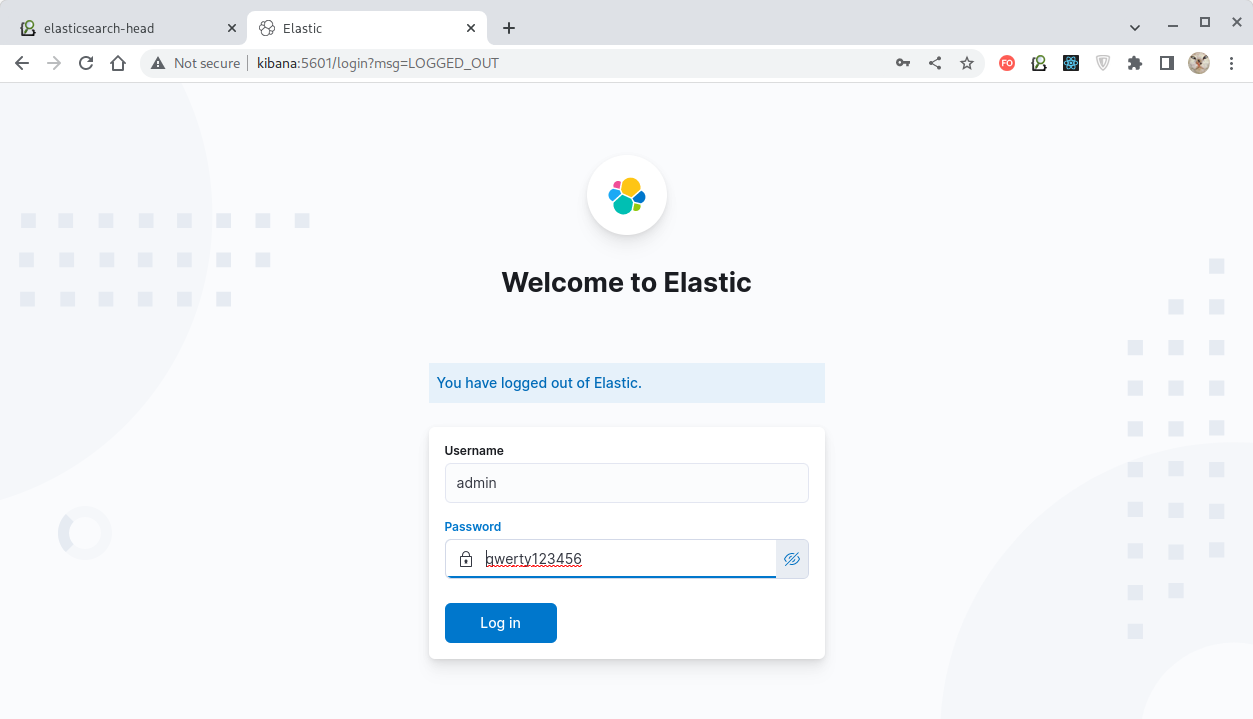 elasticsearch-head
Elastic
Not secure kibana:5601/login?msg=LOGGED_OUT
FO
Welcome to Elastic
You have logged out of Elastic.
Username
admin
Password
qwerty123456
Log in